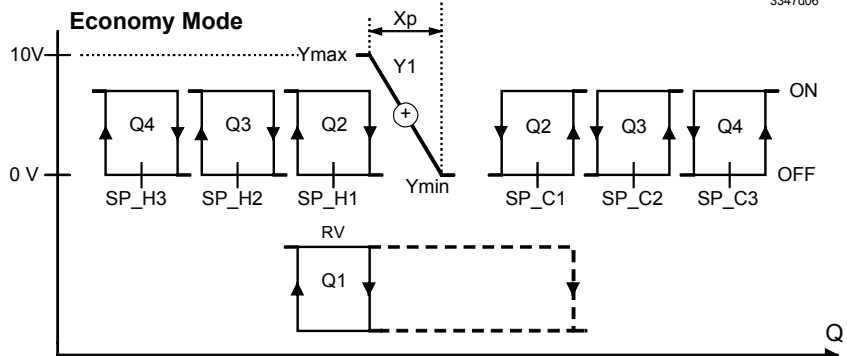 3347d06
Economy Mode
Xp
10V
Ymax
Y1
ON
Q4
Q3
Q2
+
Q2
Q3
Q4
0 V
Ymin
OFF
SP_H3
SP_H2
SP_H1
SP_C1
SP_C2
SP_C3
RV
Q1
Q